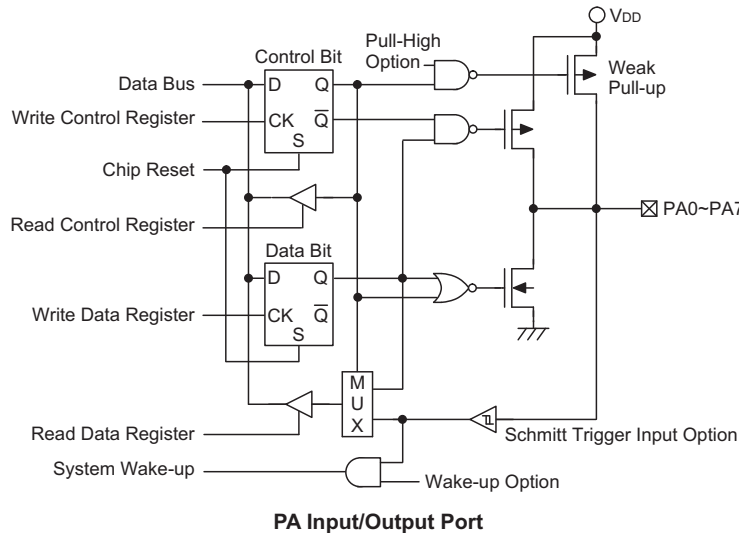 VDD
Control Bit
Pull-High
Option
Weak
Pull-up
Data Bus
D
Q
Write Control Register
CK
Q
S
Chip Reset
Read Control Register
PA0~PA7
Data Bit
D
Q
Write Data Register
CK
Q
S
M
U
X
Read Data Register
Schmitt Trigger Input Option
System Wake-up
Wake-up Option
PA Input/Output Port